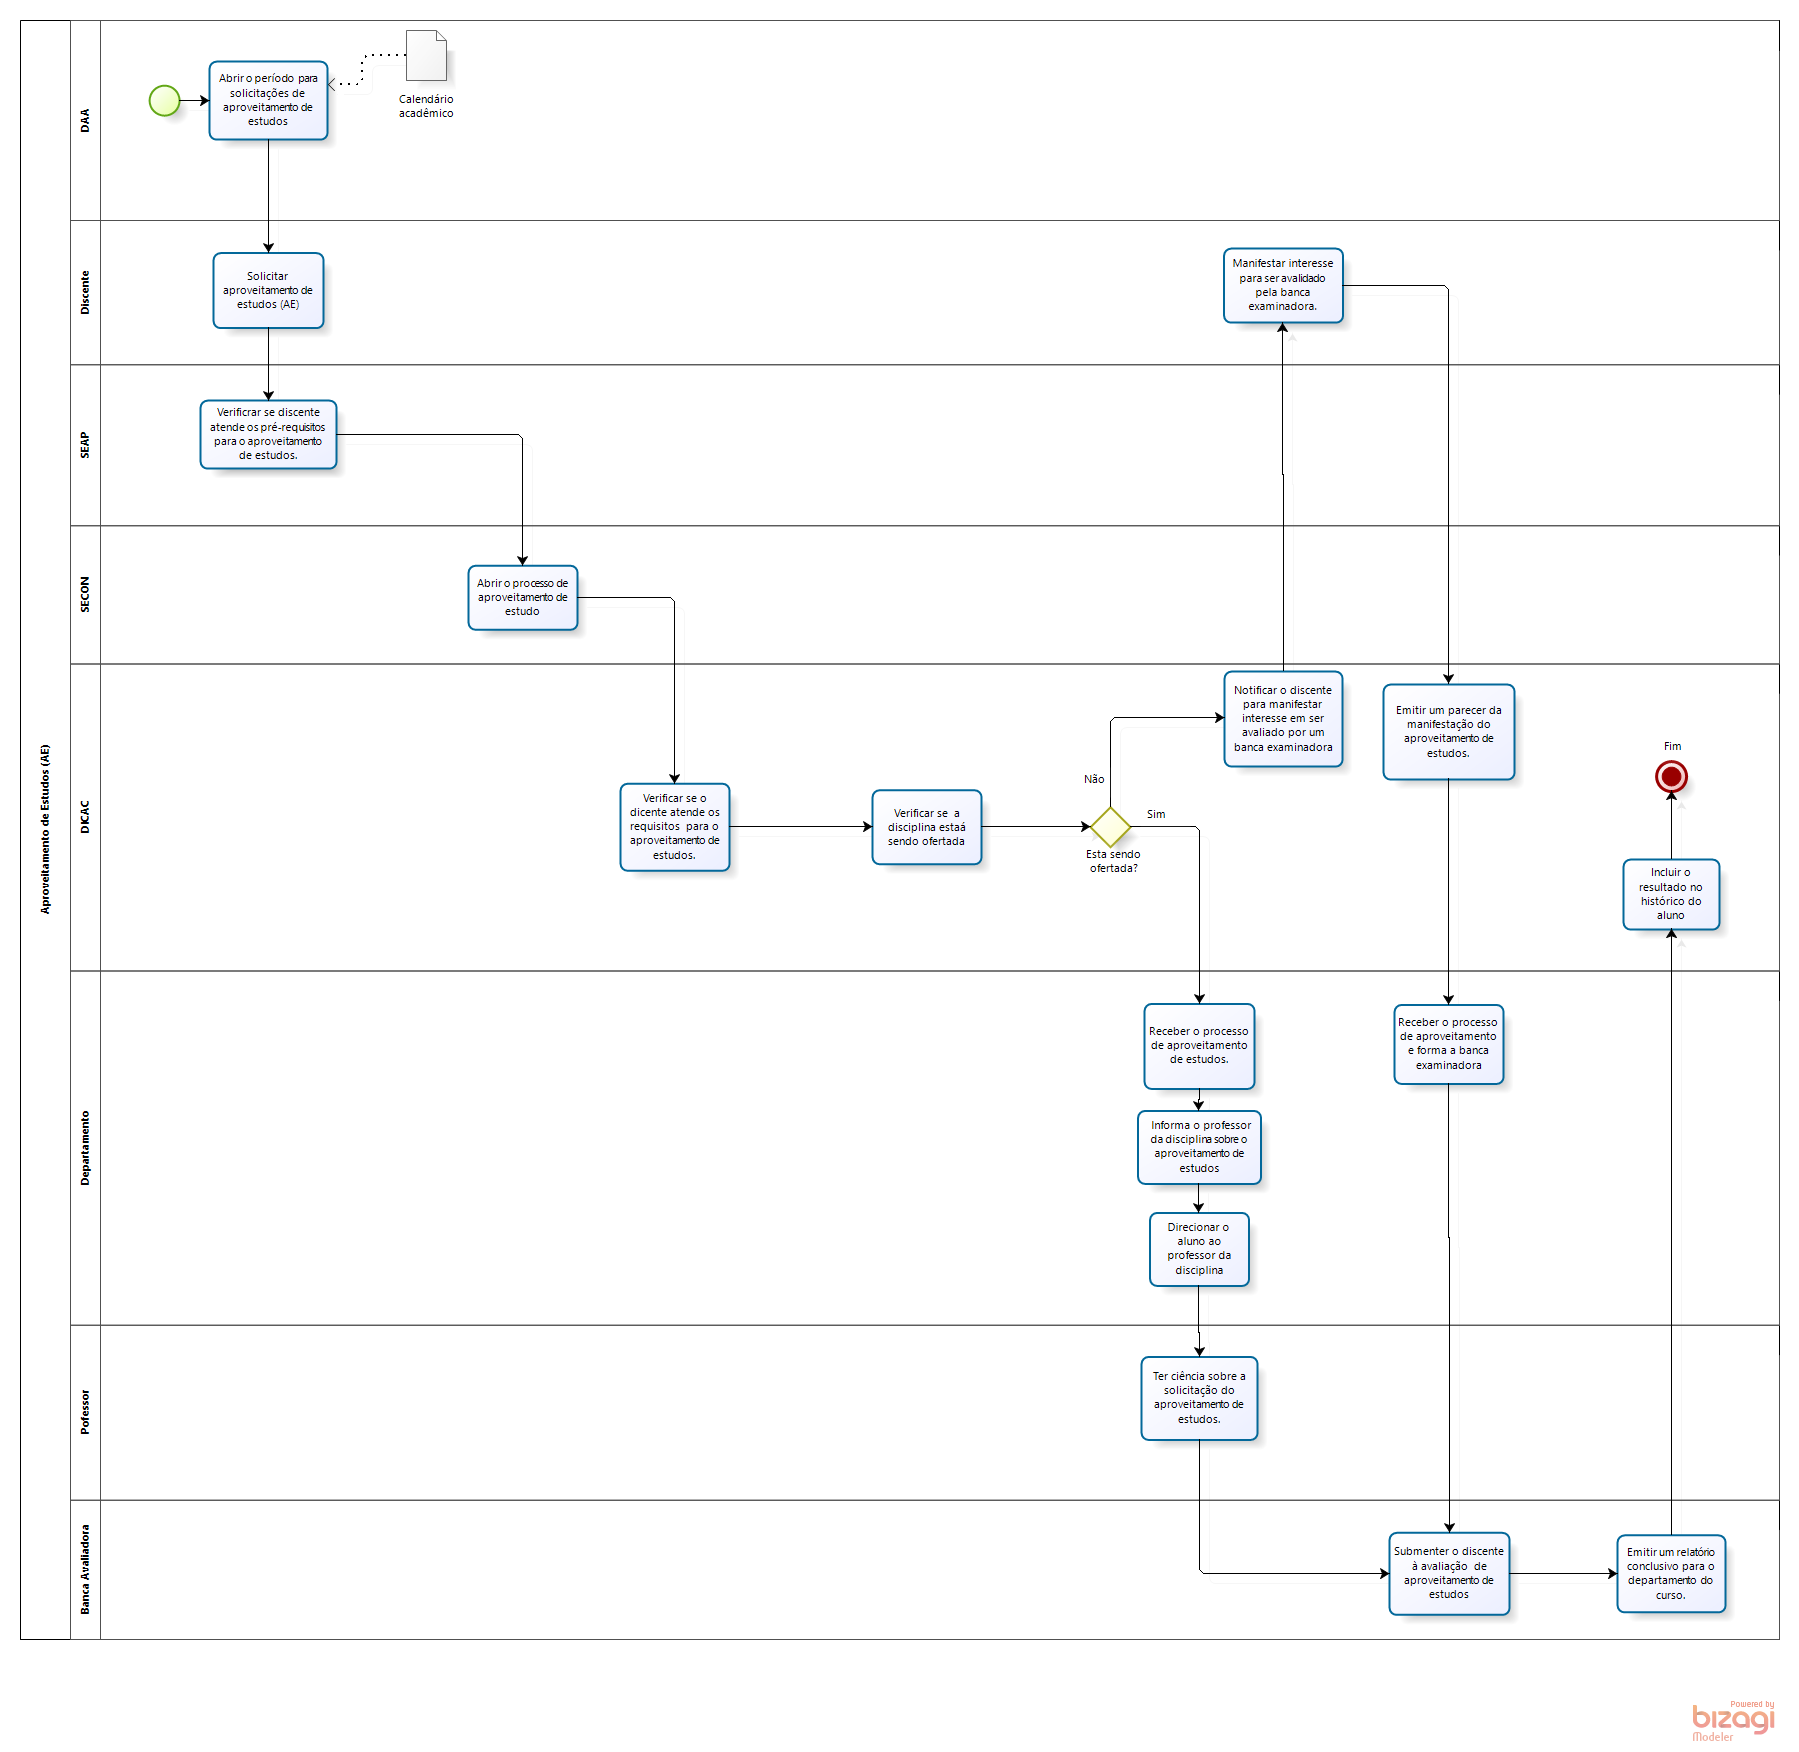 Aproveitamento de Estudos (AE)
DAA
Abrir o período para
solicitações de
aproveitamento de
estudos
Calendário
acadêmico
Discente
Solicitar
aproveitamento de
estudos (AE)
Manifestar interesse
para ser avalidado
pela banca
examinadora.
SEAP
Verificrar se discente
atende os pré-requisitos
para o aproveitamento
de estudos.
SECON
Abrir o processo de
aproveitamento de
estudo
DICAC
Verificar se o
dicente atende os
requisitos para o
aproveitamento de
estudos.
Verificar se a
disciplina estaá
sendo ofertada
Esta sendo
ofertada?
Não
Sim
Notificar o discente
para manifestar
interesse em ser
avaliado por um
banca examinadora
Emitir um parecer da
manifestação do
aproveitamento de
estudos.
Fim
Incluir o
resultado no
histórico do
aluno
Departamento
Receber o processo
de aproveitamento
de estudos.
Informa o professor
da disciplina sobre o
aproveitamento de
estudos
Direcionar o
aluno ao
professor da
disciplina
Receber o processo
de aproveitamento
e forma a banca
examinadora
Pofessor
Ter ciência sobre a
solicitação do
aproveitamento de
estudos.
Banca Avaliadora
Submenter o discente
à avaliação de
aproveitamento de
estudos
Emitir um relatório
conclusivo para o
departamento do
curso.
Powered by
bizagi
Modeler